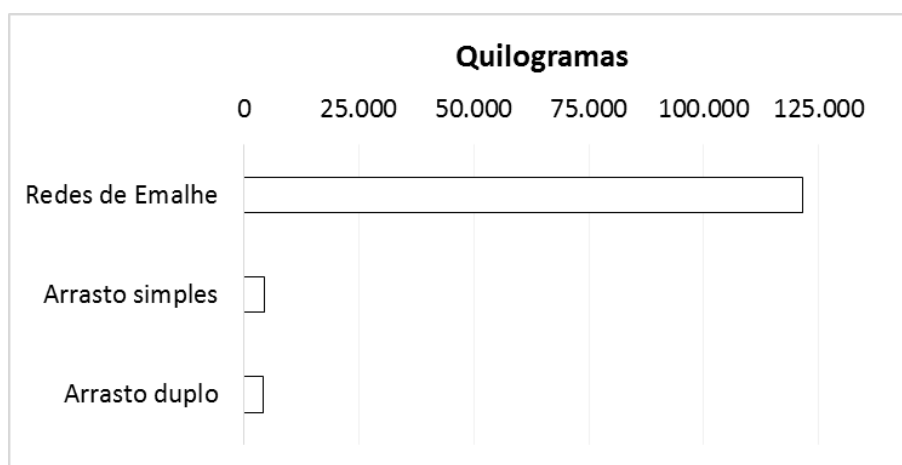 Quilogramas
0 25.000 50.000 75.000 100.000 125.000
Redes de Emalhe
Arrasto simples
Arrasto duplo